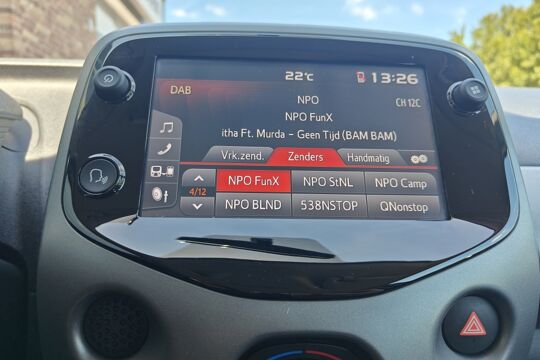 22°C 13:26
DAB
NPO CH 12C
NPO FunX
itha Ft. Murda – Geen Tijd (BAM BAM)
Vrk.zend. Zenders Handmatig
4/12 NPO FunX NPO StNL NPO Camp
NPO BLND 538NSTOP QNonstop